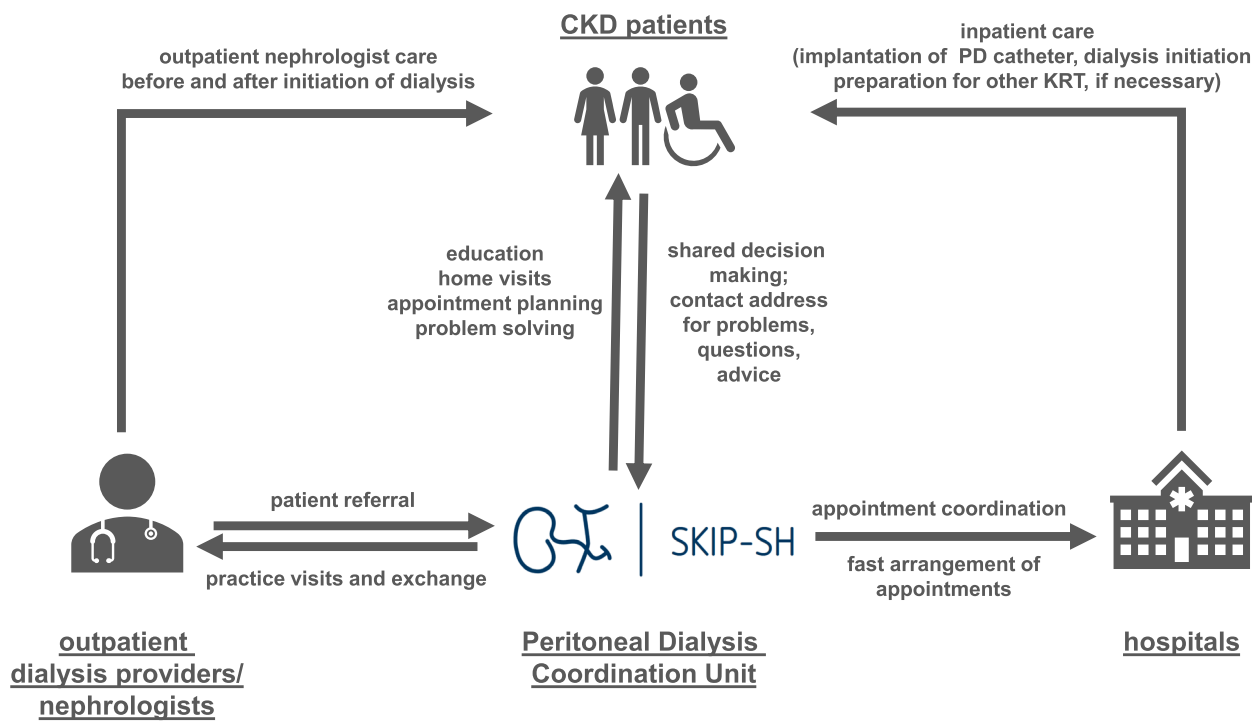 CKD patients
outpatient nephrologist care
before and after initiation of dialysis
inpatient care
(implantation of PD catheter, dialysis initiation
preparation for other KRT, if necessary)
education
home visits
appointment planning
problem solving
shared decision
making;
contact address
for problems,
questions,
advice
patient referral
practice visits and exchange
SKIP-SH
appointment coordination
fast arrangement of
appointments
outpatient
dialysis providers/
nephrologists
Peritoneal Dialysis
Coordination Unit
hospitals